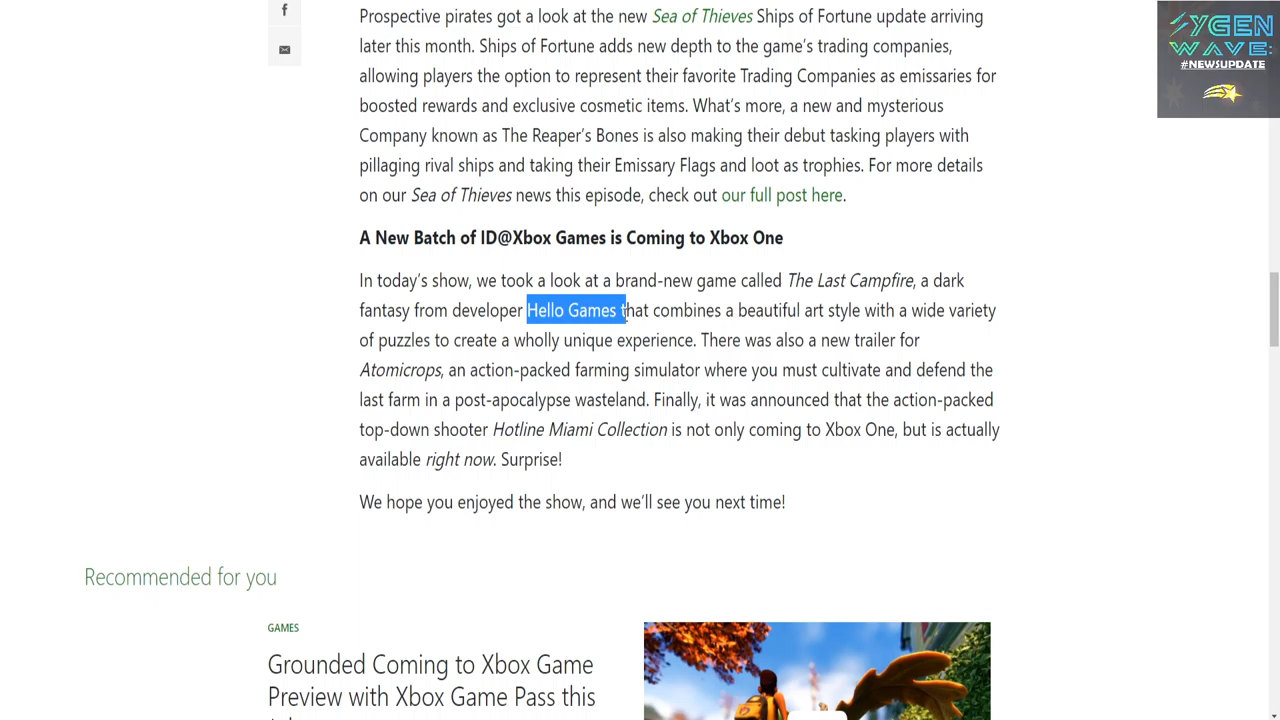 Prospective pirates got a look at the new Sea of Thieves Ships of Fortune update arriving
later this month. Ships of Fortune adds new depth to the game's trading companies,
allowing players the option to represent their favorite Trading Companies as emissaries for
boosted rewards and exclusive cosmetic items. What's more, a new and mysterious
Company known as The Reaper's Bones is also making their debut tasking players with
pillaging rival ships and taking their Emissary Flags and loot as trophies. For more details
on our Sea of Thieves news this episode, check out our full post here.
A New Batch of ID@Xbox Games is Coming to Xbox One
In today's show, we took a look at a brand-new game called The Last Campfire, a dark
fantasy from developer Hello Games that combines a beautiful art style with a wide variety
of puzzles to create a wholly unique experience. There was also a new trailer for
Atomicrops, an action-packed farming simulator where you must cultivate and defend the
last farm in a post-apocalypse wasteland. Finally, it was announced that the action-packed
top-down shooter Hotline Miami Collection is not only coming to Xbox One, but is actually
available right now. Surprise!
We hope you enjoyed the show, and we'll see you next time!
Recommended for you
GAMES
Grounded Coming to Xbox Game
Preview with Xbox Game Pass this
WAVE:
#NEWSUPDATE